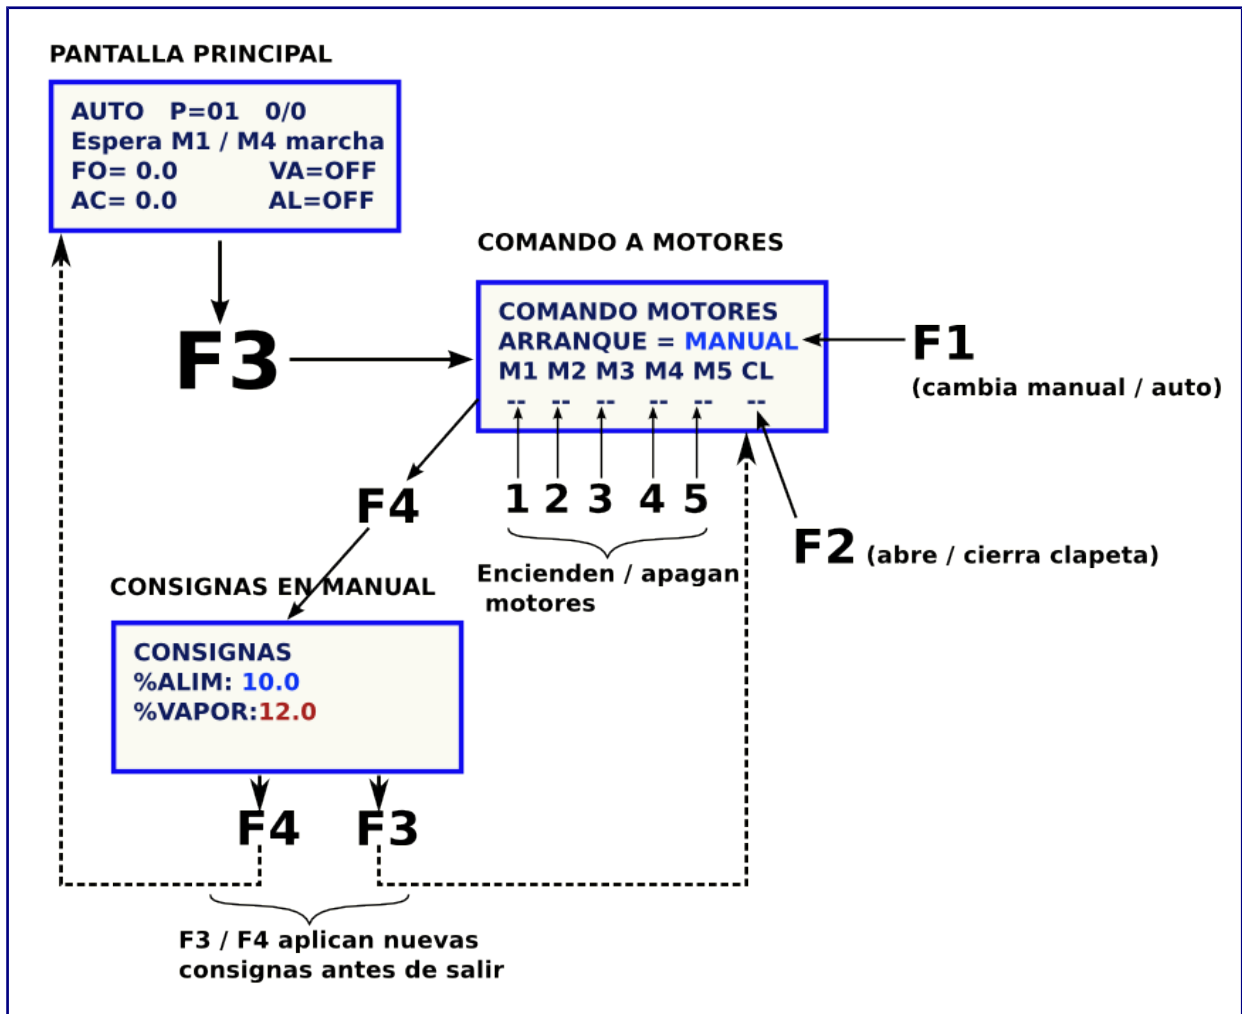 PANTALLA PRINCIPAL
AUTO P=01 0/0
Espera M1 / M4 marcha
FO= 0.0 VA=OFF
AC= 0.0 AL=OFF
F3
COMANDO A MOTORES
COMANDO MOTORES
ARRANQUE = MANUAL
M1 M2 M3 M4 M5 CL
-- -- -- -- -- --
F1
(cambia manual / auto)
1 2 3 4 5
Encienden / apagan
motores
F2 (abre / cierra clapeta)
F4
CONSIGNAS EN MANUAL
CONSIGNAS
%ALIM: 10.0
%VAPOR:12.0
F4 F3
F3 / F4 aplican nuevas
consignas antes de salir